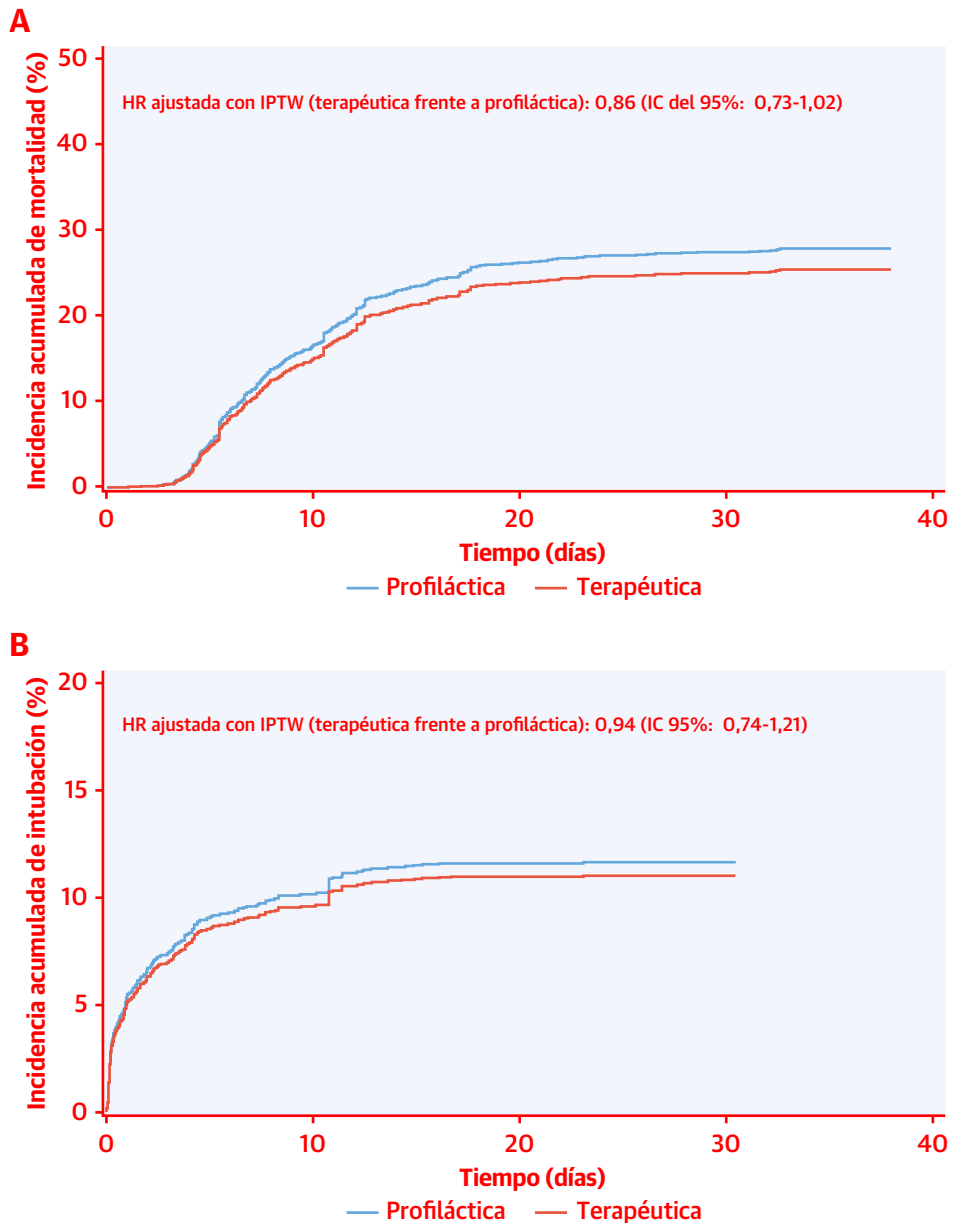 A
Incidencia acumulada de mortalidad (%)
50
40
30
20
10
0
HR ajustada con IPTW (terapéutica frente a profiláctica): 0,86 (IC del 95%: 0,73-1,02)
0 10 20 30 40
Tiempo (días)
Profiláctica Terapéutica
B
Incidencia acumulada de intubación (%)
20
15
10
5
0
HR ajustada con IPTW (terapéutica frente a profiláctica): 0,94 (IC 95%: 0,74-1,21)
0 10 20 30 40
Tiempo (días)
Profiláctica Terapéutica